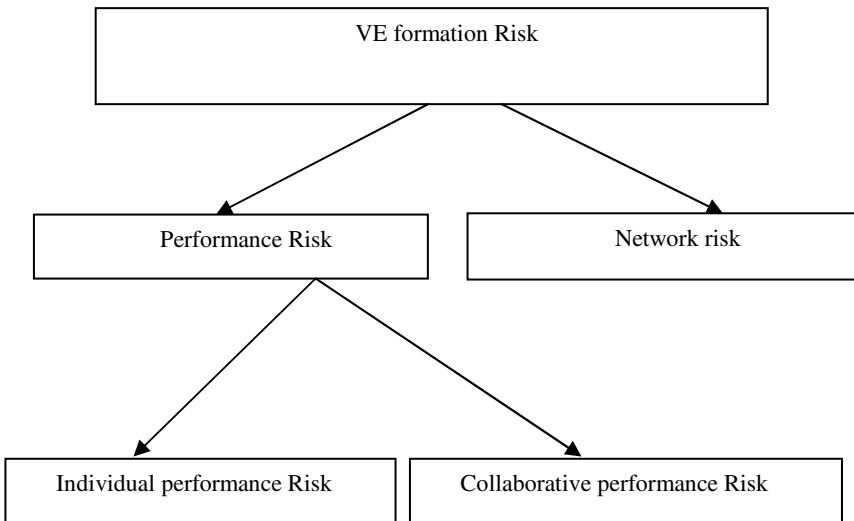 VE formation Risk
Performance Risk
Network risk
Individual performance Risk
Collaborative performance Risk